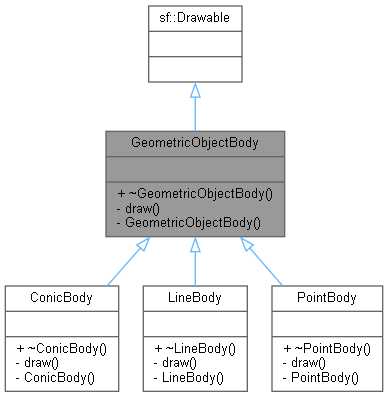 sf::Drawable
GeometricObjectBody
+ ~GeometricObjectBody()
- draw()
- GeometricObjectBody()
ConicBody
+ ~ConicBody()
- draw()
- ConicBody()
LineBody
+ ~LineBody()
- draw()
- LineBody()
PointBody
+ ~PointBody()
- draw()
- PointBody()